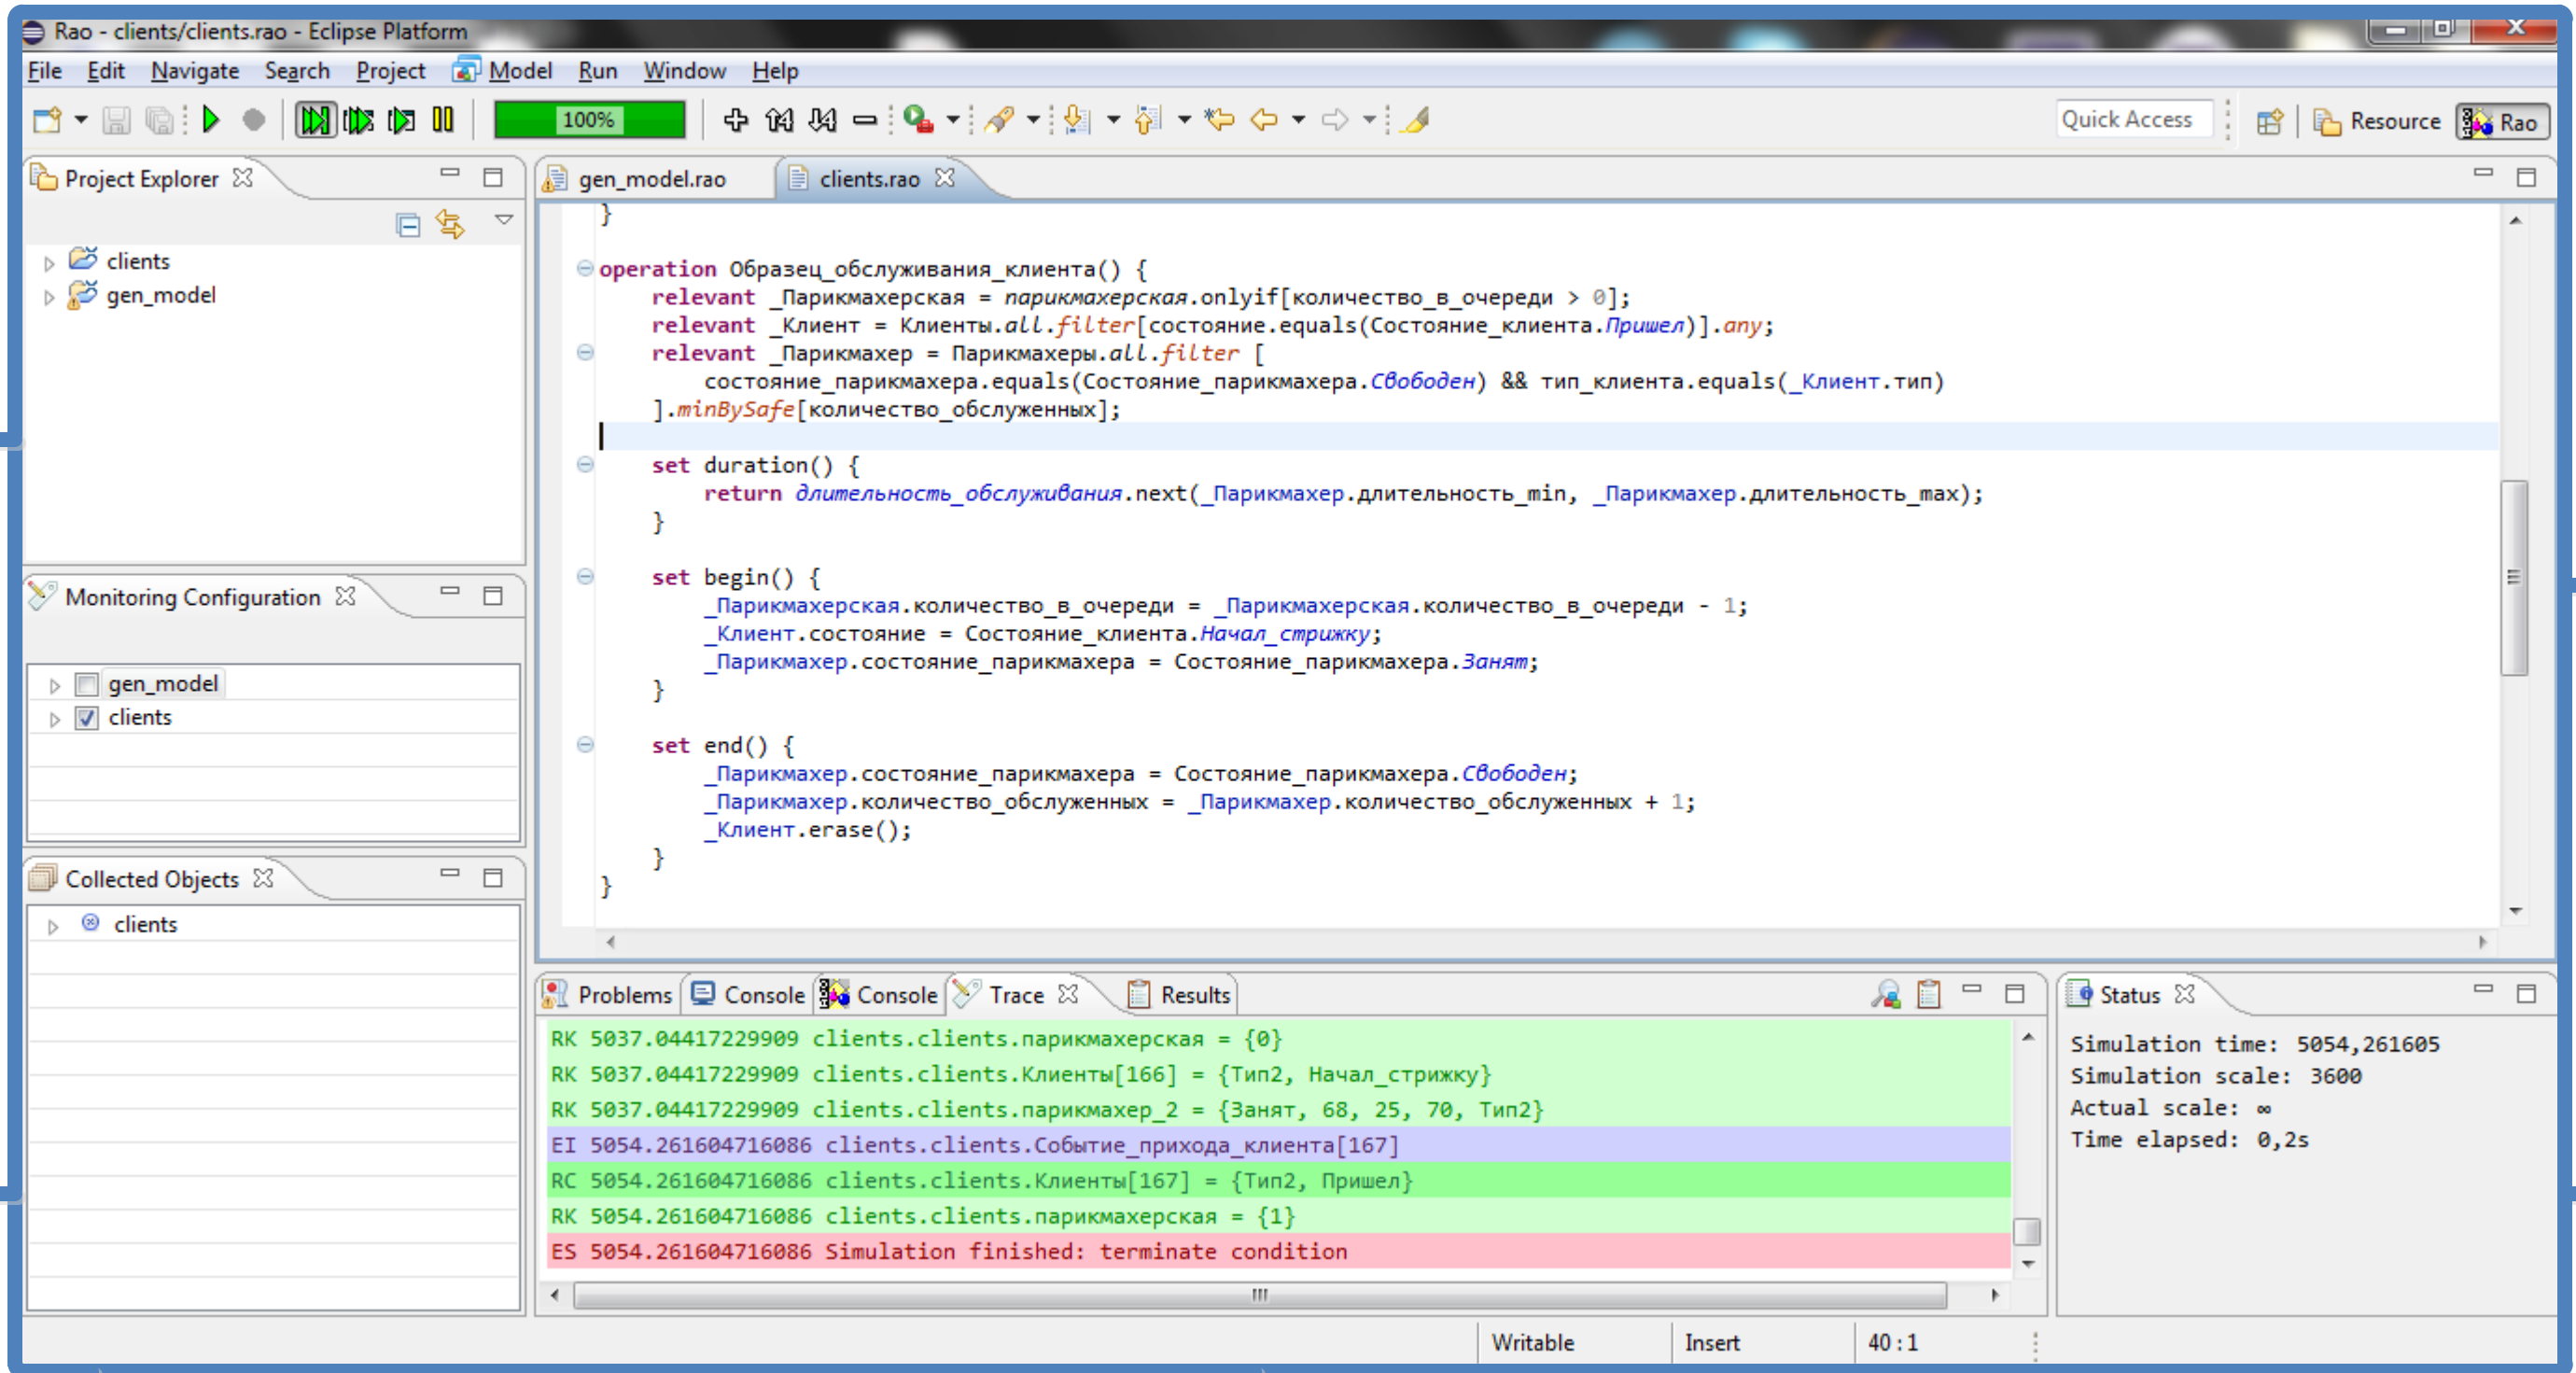 Rao - clients/clients.rao - Eclipse Platform
File Edit Navigate Search Project Model Run Window Help
100%
Quick Access
Resource
Rao
Project Explorer
clients
gen_model
Monitoring Configuration
gen_model
clients
Collected Objects
clients
gen_model.rao
clients.rao
}
operation Образец_обслуживания_клиента() {
relevant _Парикмахерская = парикмахерская.onlyif[количество_в_очереди > 0];
relevant _Клиент = Клиенты.all.filter[состояние.equals(Состояние_клиента.Пришел)].any;
relevant _Парикмахер = Парикмахеры.all.filter [
состояние_парикмахера.equals(Состояние_парикмахера.Свободен) && тип_клиента.equals(_Клиент.тип)
].minBySafe[количество_обслуженных];
set duration() {
return длительность_обслуживания.next(_Парикмахер.длительность_min, _Парикмахер.длительность_max);
}
set begin() {
_Парикмахерская.количество_в_очереди = _Парикмахерская.количество_в_очереди - 1;
_Клиент.состояние = Состояние_клиента.Начал_стрижку;
_Парикмахер.состояние_парикмахера = Состояние_парикмахера.Занят;
}
set end() {
_Парикмахер.состояние_парикмахера = Состояние_парикмахера.Свободен;
_Парикмахер.количество_обслуженных = _Парикмахер.количество_обслуженных + 1;
_Клиент.erase();
}
}
Problems Console Console Trace Results
RK 5037.04417229909 clients.clients.парикмахерская = {0}
RK 5037.04417229909 clients.clients.Клиенты[166] = {Тип2, Начал_стрижку}
RK 5037.04417229909 clients.clients.парикмахер_2 = {Занят, 68, 25, 70, Тип2}
EI 5054.261604716086 clients.clients.Событие_прихода_клиента[167]
RC 5054.261604716086 clients.clients.Клиенты[167] = {Тип2, Пришел}
RK 5054.261604716086 clients.clients.парикмахерская = {1}
ES 5054.261604716086 Simulation finished: terminate condition
Status
Simulation time: 5054,261605
Simulation scale: 3600
Actual scale: ∞
Time elapsed: 0,2s
Writable Insert 40 : 1